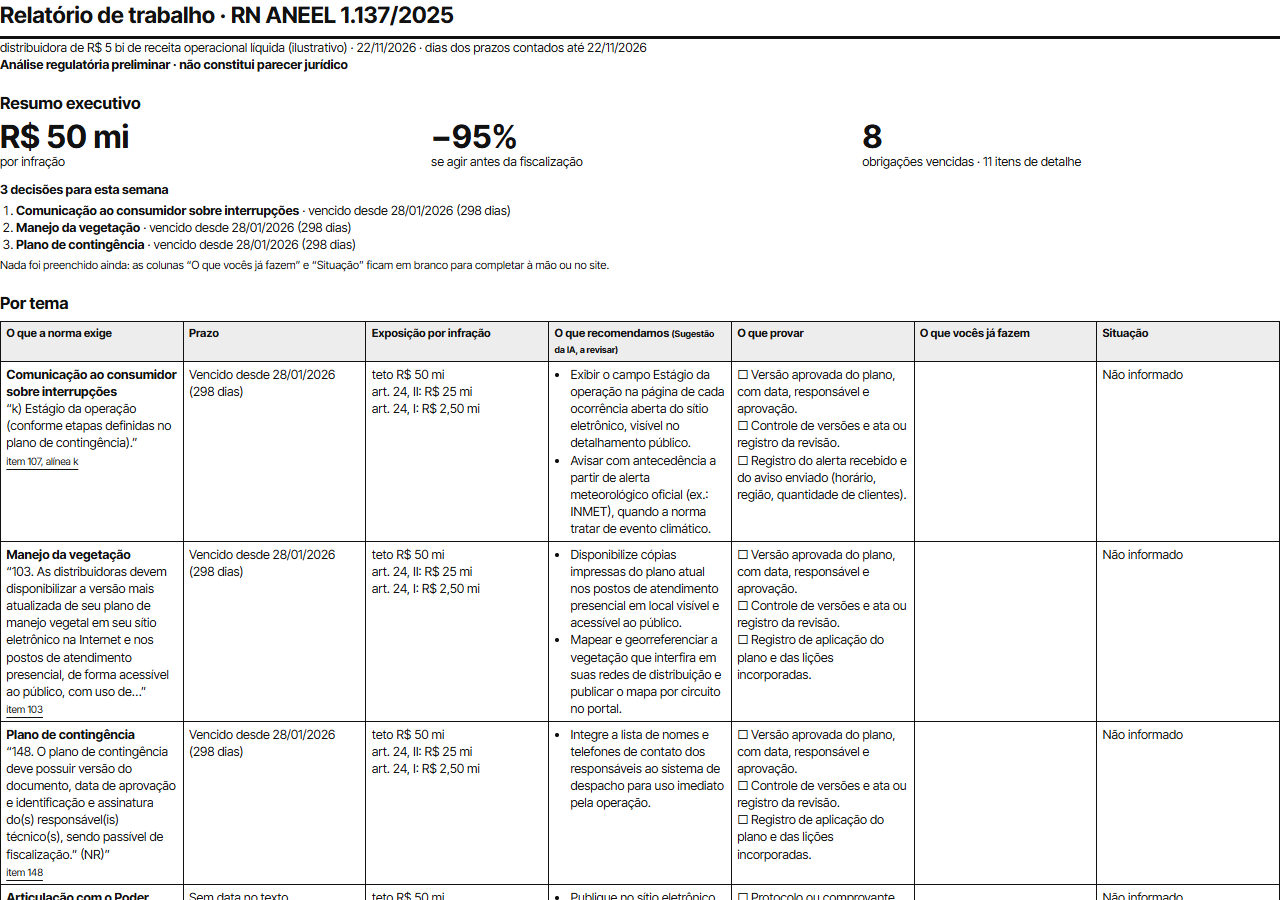 Relatório de trabalho · RN ANEEL 1.137/2025
distribuidora de R$ 5 bi de receita operacional líquida (ilustrativo) · 22/11/2026 · dias dos prazos contados até 22/11/2026
Análise regulatória preliminar · não constitui parecer jurídico
Resumo executivo
R$ 50 mi
por infração
−95%
se agir antes da fiscalização
8
obrigações vencidas · 11 itens de detalhe
3 decisões para esta semana
1. Comunicação ao consumidor sobre interrupções · vencido desde 28/01/2026 (298 dias)
2. Manejo da vegetação · vencido desde 28/01/2026 (298 dias)
3. Plano de contingência · vencido desde 28/01/2026 (298 dias)
Nada foi preenchido ainda: as colunas “O que vocês já fazem” e “Situação” ficam em branco para completar à mão ou no site.
Por tema
O que a norma exige
Prazo
Exposição por infração
O que recomendamos (Sugestão
da IA, a revisar)
O que provar
O que vocês já fazem
Situação
Comunicação ao consumidor
sobre interrupções
“k) Estágio da operação
(conforme etapas definidas no
plano de contingência).”
item 107, alínea k
Vencido desde 28/01/2026
(298 dias)
teto R$ 50 mi
art. 24, II: R$ 25 mi
art. 24, I: R$ 2,50 mi
• Exibir o campo Estágio da
operação na página de cada
ocorrência aberta do sítio
eletrônico, visível no
detalhamento público.
• Avisar com antecedência a
partir de alerta
meteorológico oficial (ex.:
INMET), quando a norma
tratar de evento climático.
☐ Versão aprovada do plano,
com data, responsável e
aprovação.
☐ Controle de versões e ata ou
registro da revisão.
☐ Registro do alerta recebido e
do aviso enviado (horário,
região, quantidade de clientes).
Não informado
Manejo da vegetação
“103. As distribuidoras devem
disponibilizar a versão mais
atualizada de seu plano de
manejo vegetal em seu sítio
eletrônico na Internet e nos
postos de atendimento
presencial, de forma acessível
ao público, com uso de…”
item 103
Vencido desde 28/01/2026
(298 dias)
teto R$ 50 mi
art. 24, II: R$ 25 mi
art. 24, I: R$ 2,50 mi
• Disponibilize cópias
impressas do plano atual
nos postos de atendimento
presencial em local visível e
acessível ao público.
• Mapear e georreferenciar a
vegetação que interfira em
suas redes de distribuição e
publicar o mapa por circuito
no portal.
☐ Versão aprovada do plano,
com data, responsável e
aprovação.
☐ Controle de versões e ata ou
registro da revisão.
☐ Registro de aplicação do
plano e das lições
incorporadas.
Não informado
Plano de contingência
“148. O plano de contingência
deve possuir versão do
documento, data de aprovação
e identificação e assinatura
do(s) responsável(is)
técnico(s), sendo passível de
fiscalização.” (NR)”
item 148
Vencido desde 28/01/2026
(298 dias)
teto R$ 50 mi
art. 24, II: R$ 25 mi
art. 24, I: R$ 2,50 mi
• Integre a lista de nomes e
telefones de contato dos
responsáveis ao sistema de
despacho para uso imediato
pela operação.
☐ Versão aprovada do plano,
com data, responsável e
aprovação.
☐ Controle de versões e ata ou
registro da revisão.
☐ Registro de aplicação do
plano e das lições
incorporadas.
Não informado
Articulação com o Poder
Sem data no texto
teto R$ 50 mi
• Publique no sítio eletrônico
☐ Protocolo ou comprovante
Não informado